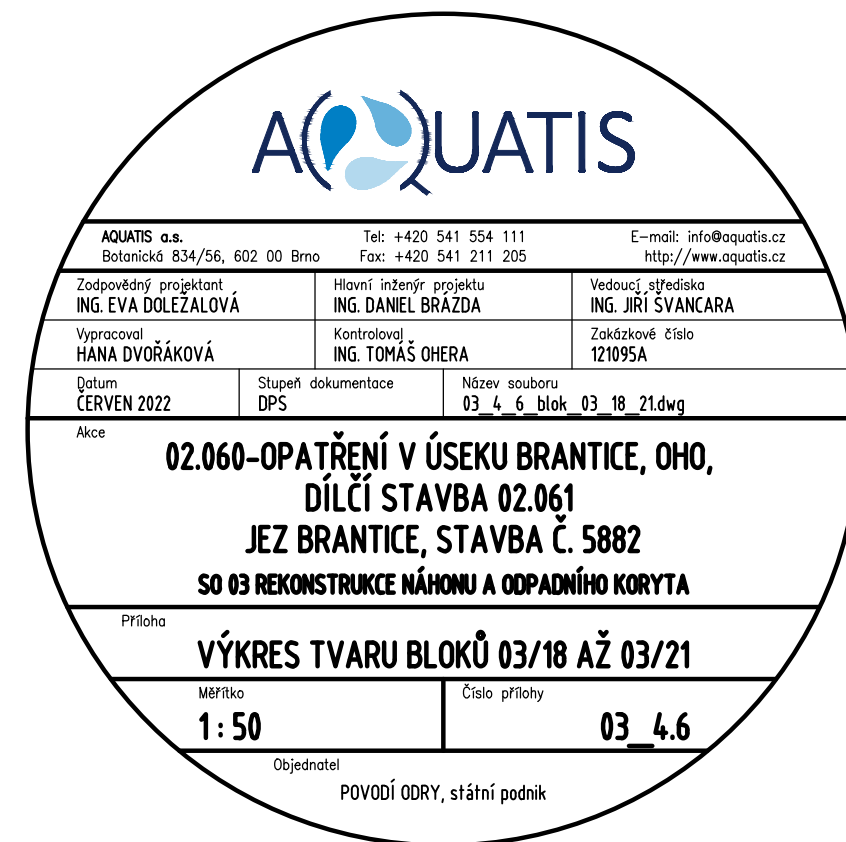 AQUATIS
AQUATIS a.s. Tel: +420 541 554 111 E-mail: info@aquatis.cz
Botanická 834/56, 602 00 Brno Fax: +420 541 211 205 http://www.aquatis.cz
Zodpovědný projektant Hlavní inženýr projektu Vedoucí střediska
ING. EVA DOLEŽALOVÁ ING. DANIEL BRÁZDA ING. JIŘÍ ŠVANCARA
Vypracoval Kontroloval Zakázkové číslo
HANA DVOŘÁKOVÁ ING. TOMÁŠ OHERA 121095A
Datum Stupeň dokumentace Název souboru
ČERVEN 2022 DPS 03_4_6_blok_03_18_21.dwg
Akce
02.060-OPATŘENÍ V ÚSEKU BRANTICE, OHO,
DÍLČÍ STAVBA 02.061
JEZ BRANTICE, STAVBA Č. 5882
SO 03 REKONSTRUKCE NÁHONU A ODPADNÍHO KORYTA
Příloha
VÝKRES TVARU BLOKŮ 03/18 AŽ 03/21
Měřítko Číslo přílohy
1:50 03_4.6
Objednatel
POVODÍ ODRY, státní podnik